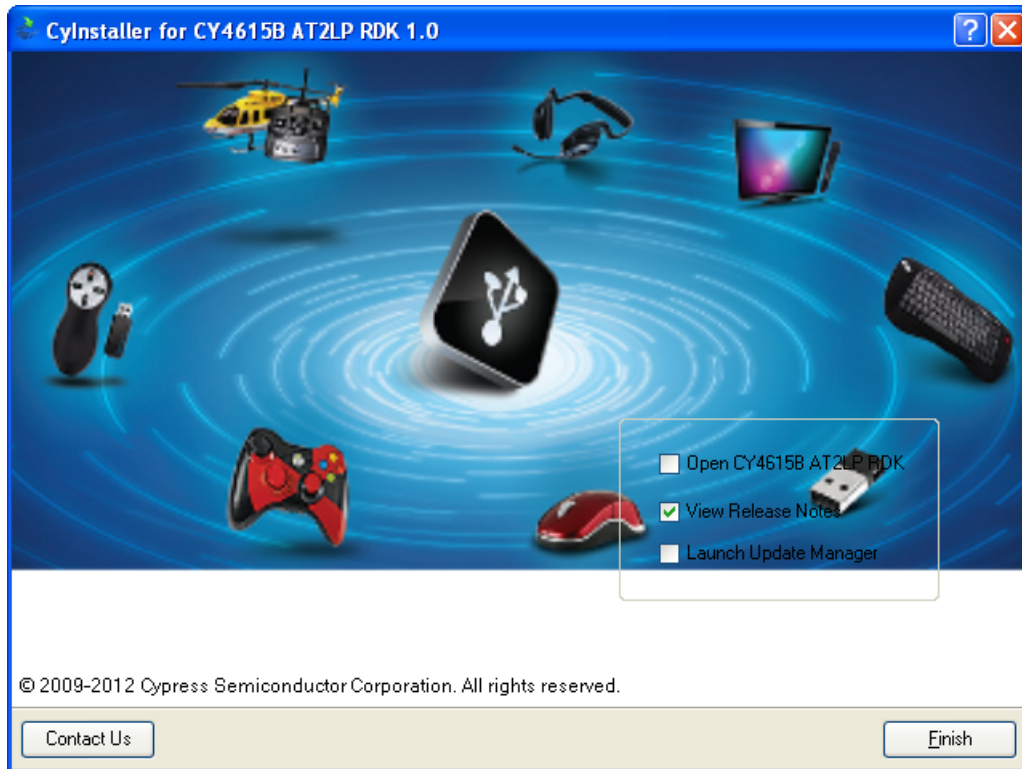 CyInstaller for CY4615B AT2LP RDK 1.0
Open CY4615B AT2LP RDK
View Release Notes
Launch Update Manager
© 2009-2012 Cypress Semiconductor Corporation. All rights reserved.
Contact Us
Finish